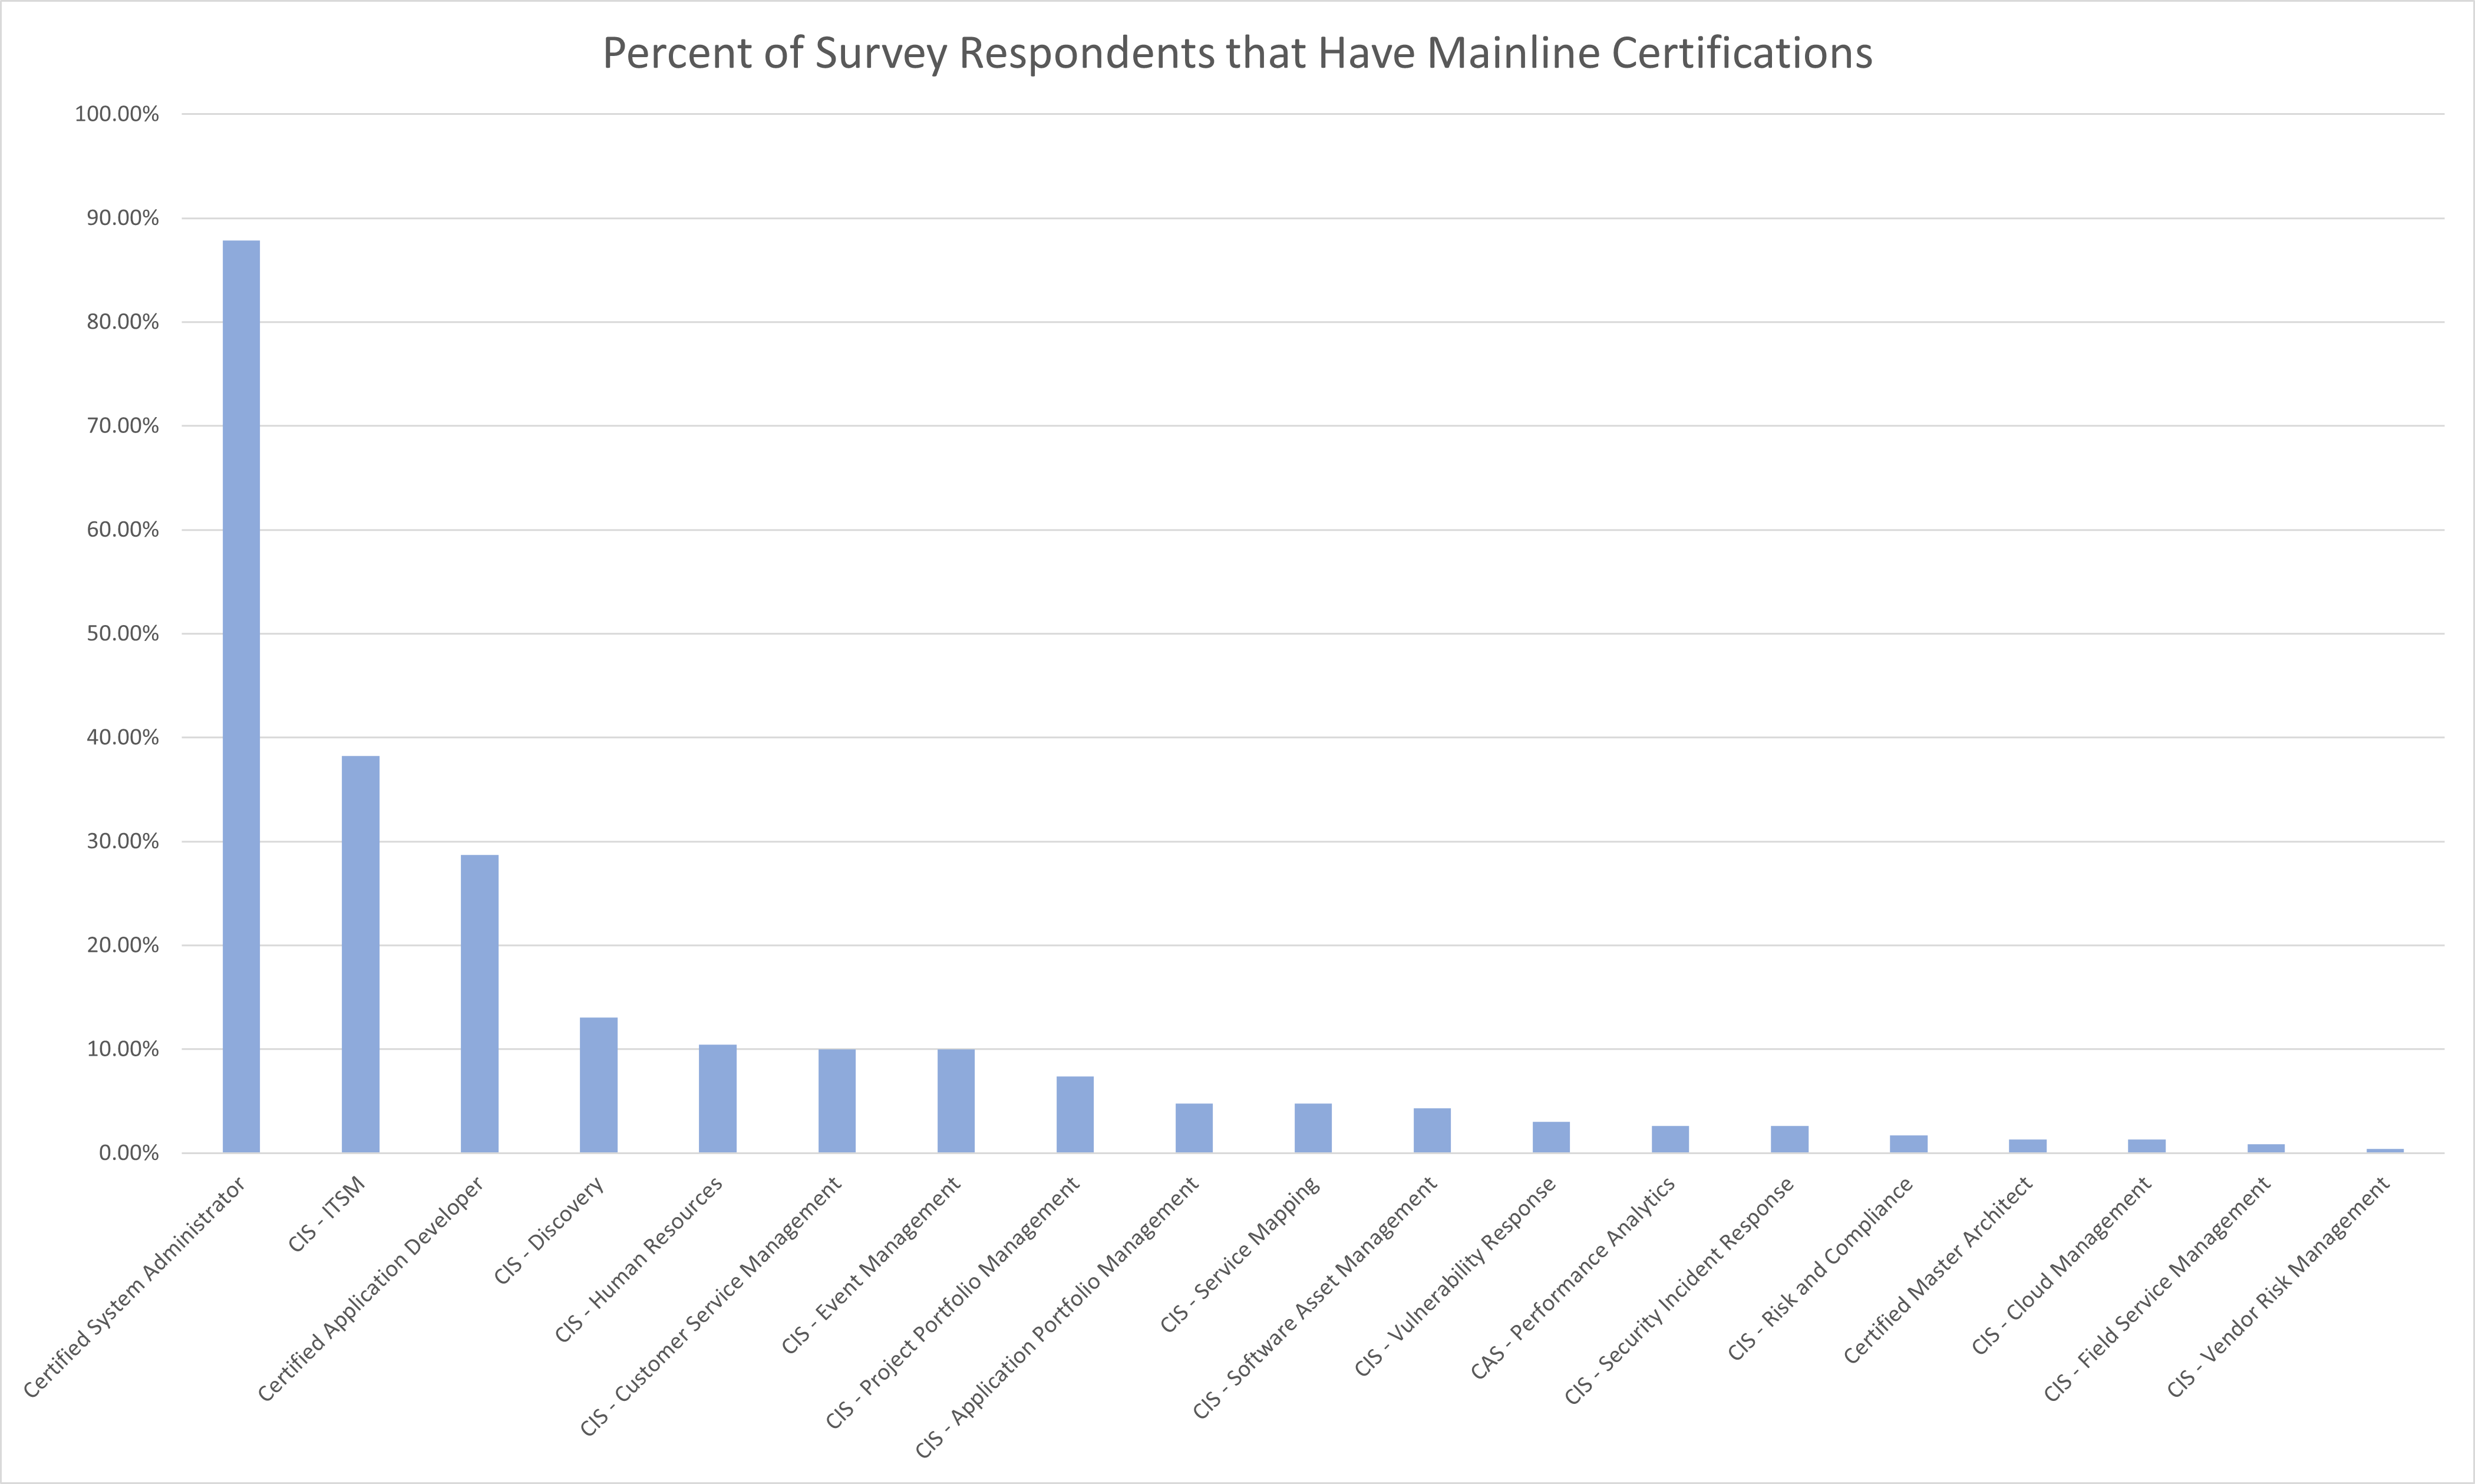 Percent of Survey Respondents that Have Mainline Certifications
100.00%
90.00%
80.00%
70.00%
60.00%
50.00%
40.00%
30.00%
20.00%
10.00%
0.00%
Certified System Administrator
CIS - ITSM
Certified Application Developer
CIS - Discovery
CIS - Human Resources
CIS - Customer Service Management
CIS - Event Management
CIS - Project Portfolio Management
CIS - Application Portfolio Management
CIS - Service Mapping
CIS - Software Asset Management
CIS - Vulnerability Response
CAS - Performance Analytics
CIS - Security Incident Response
CIS - Risk and Compliance
Certified Master Architect
CIS - Cloud Management
CIS - Field Service Management
CIS - Vendor Risk Management